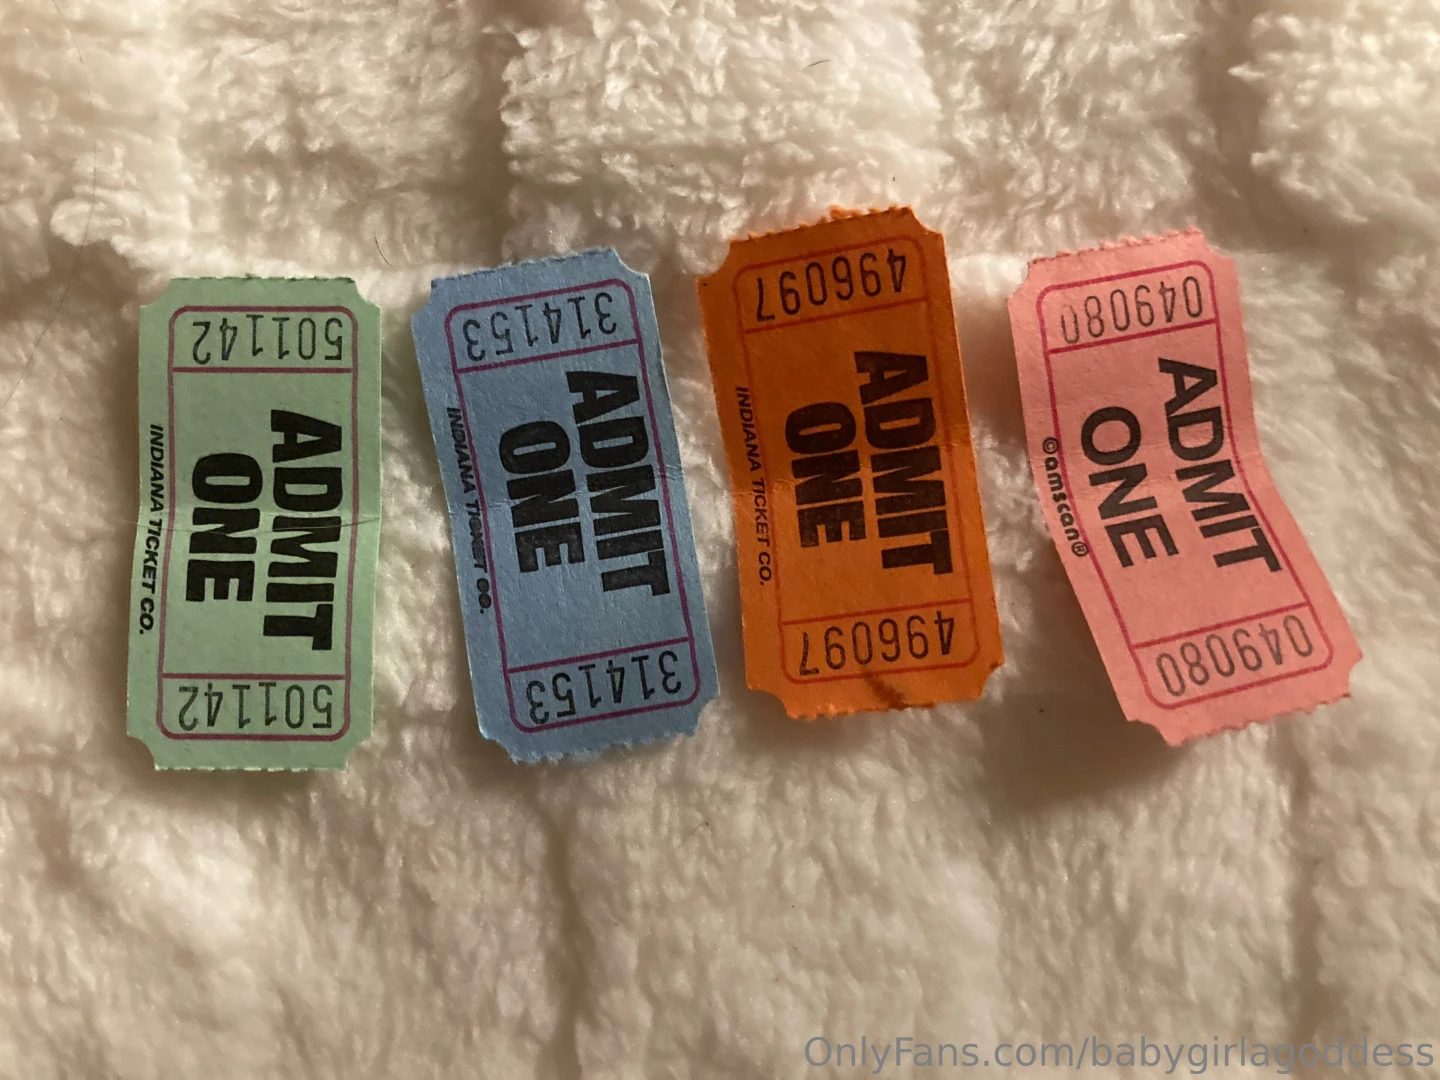 501142
ADMIT
ONE
INDIANA TICKET CO.
501142
314153
ADMIT
ONE
INDIANA TICKET CO.
314153
496097
ADMIT
ONE
INDIANA TICKET CO.
496097
049080
ADMIT
ONE
©amscan®
049080
OnlyFans.com/babygirlagoddess